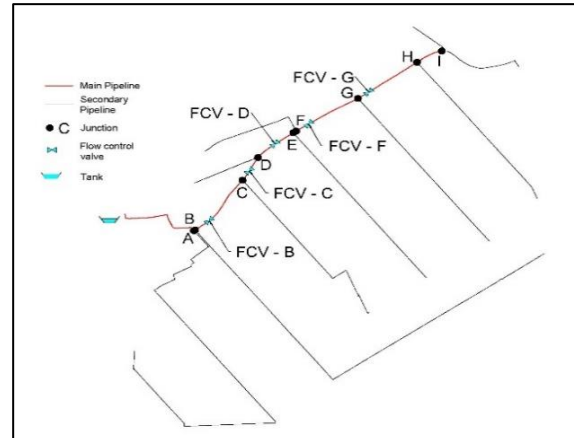 Main Pipeline
Secondary
Pipeline
C Junction
Flow control
valve
Tank
H
I
FCV - G
G
FCV - D
F
E
FCV - F
D
FCV - C
C
B
A
FCV - B